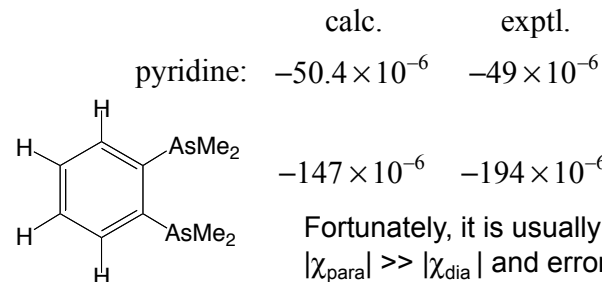 calc. exptl.
pyridine: −50.4 × 10⁻⁶ −49 × 10⁻⁶
H
H AsMe₂
−147 × 10⁻⁶ −194 × 10⁻⁶
H AsMe₂
H
Fortunately, it is usually
|χpara| >> |χdia | and error